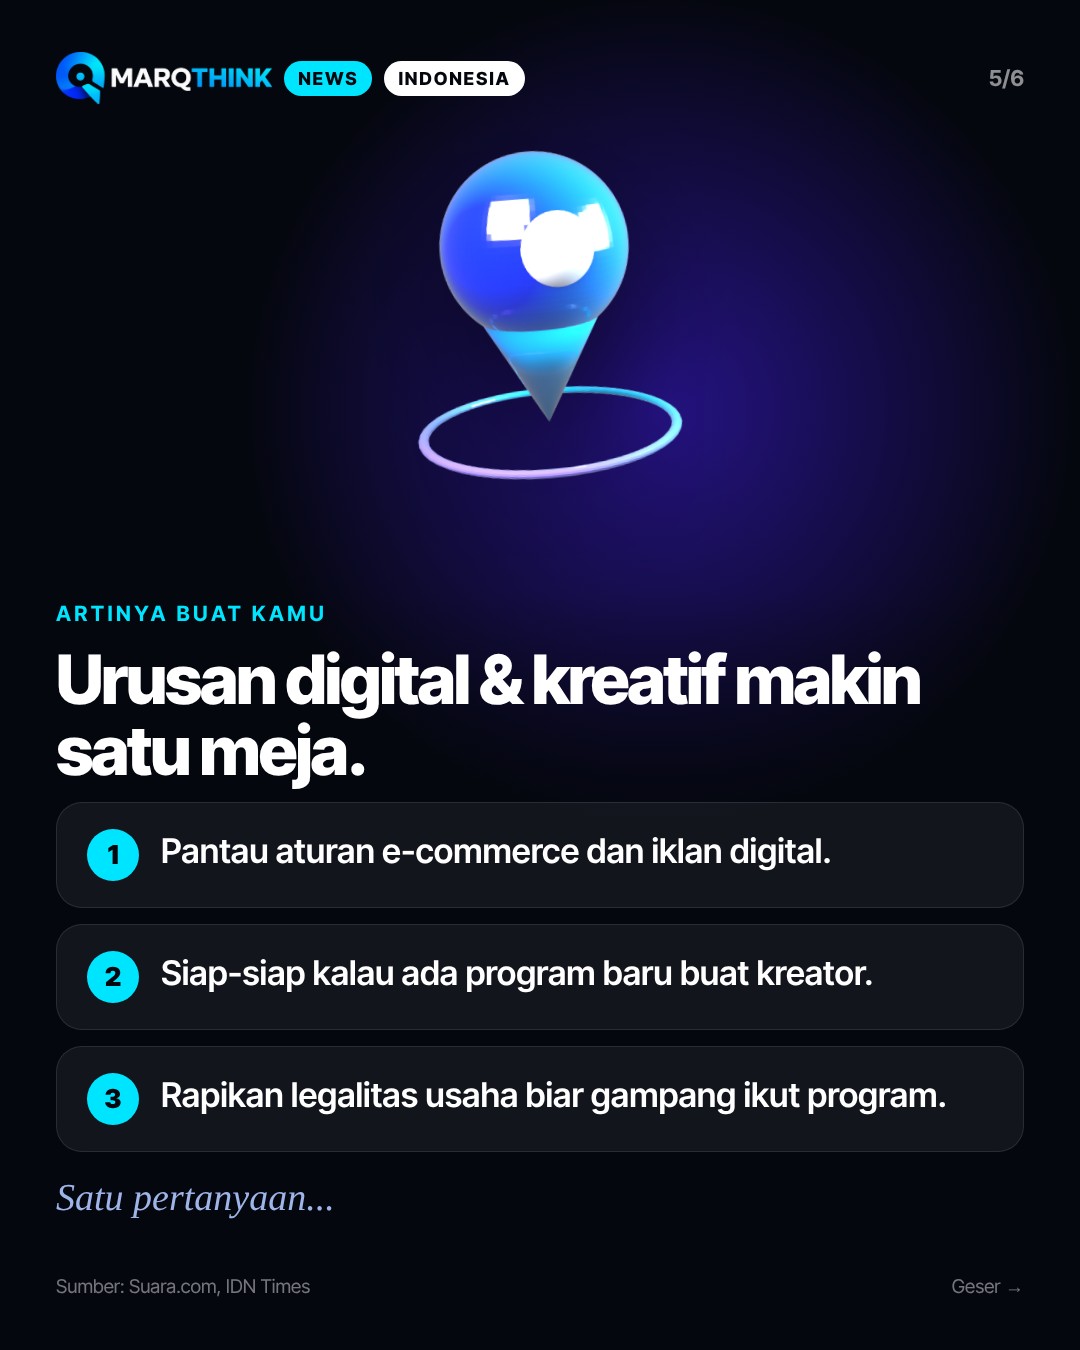 MARQTHINK NEWS INDONESIA 5/6
ARTINYA BUAT KAMU
Urusan digital & kreatif makin
satu meja.
1 Pantau aturan e-commerce dan iklan digital.
2 Siap-siap kalau ada program baru buat kreator.
3 Rapikan legalitas usaha biar gampang ikut program.
Satu pertanyaan...
Sumber: Suara.com, IDN Times Geser →